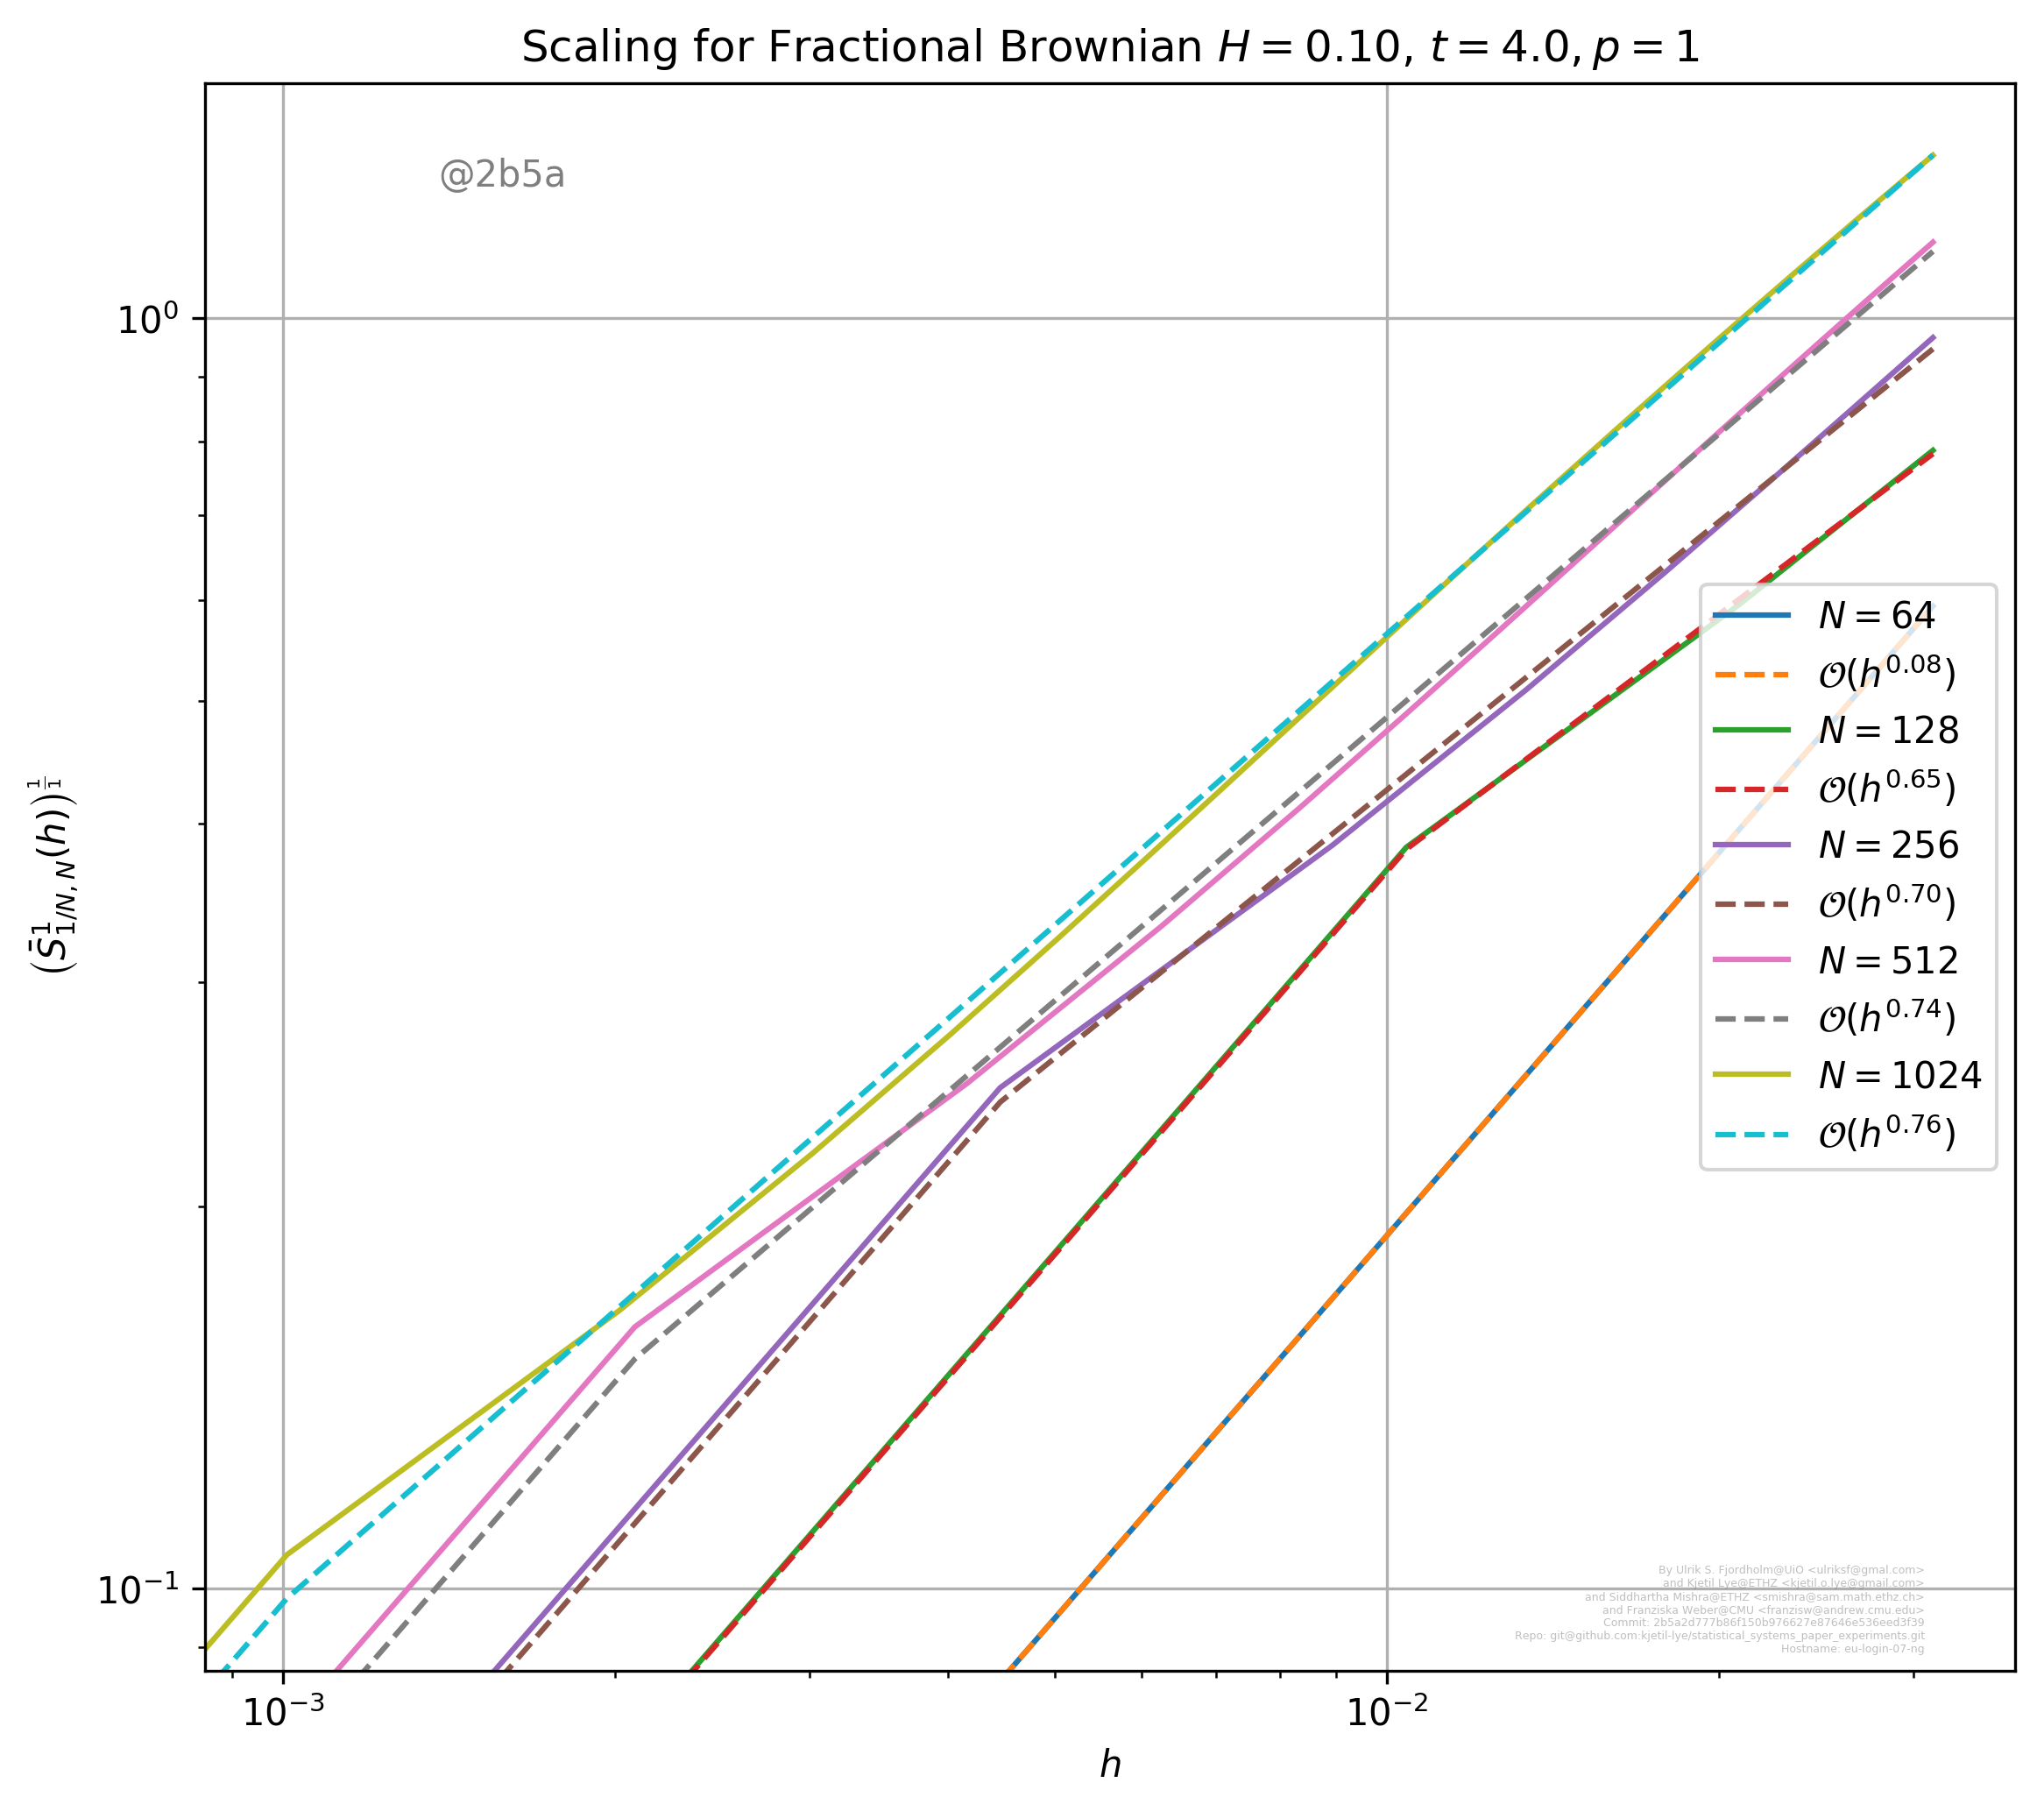 Scaling for Fractional Brownian H = 0.10, t = 4.0, p = 1
@2b5a
10⁰
10⁻¹
(S̄¹₁/N,N(h))^(1/1)
N = 64
𝒪(h^0.08)
N = 128
𝒪(h^0.65)
N = 256
𝒪(h^0.70)
N = 512
𝒪(h^0.74)
N = 1024
𝒪(h^0.76)
By Ulrik S. Fjordholm@UiO <ulriksf@gmal.com>
and Kjetil Lye@ETHZ <kjetil.o.lye@gmail.com>
and Siddhartha Mishra@ETHZ <smishra@sam.math.ethz.ch>
and Franziska Weber@CMU <franzisw@andrew.cmu.edu>
Commit: 2b5a2d777b86f150b976627e87646e536eed3f39
Repo: git@github.com:kjetil-lye/statistical_systems_paper_experiments.git
Hostname: eu-login-07-ng
10⁻³
10⁻²
h